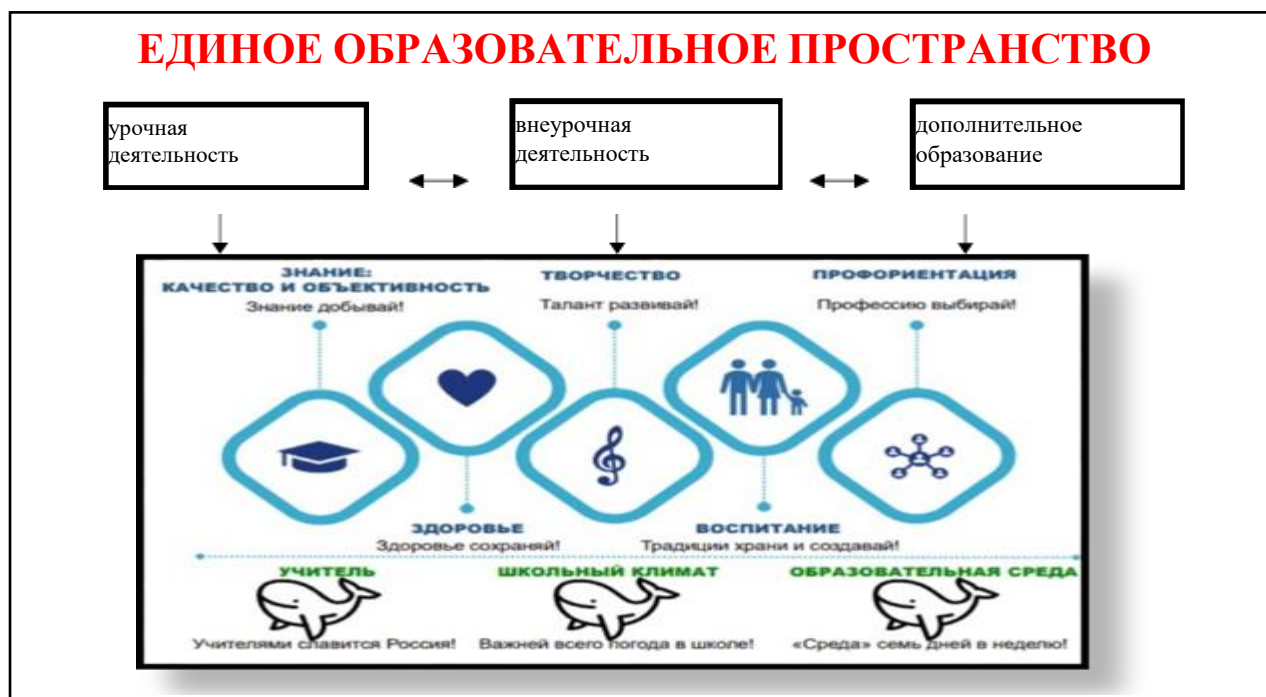 ЕДИНОЕ ОБРАЗОВАТЕЛЬНОЕ ПРОСТРАНСТВО
урочная
деятельность
внеурочная
деятельность
дополнительное
образование
ЗНАНИЕ:
КАЧЕСТВО И ОБЪЕКТИВНОСТЬ
Знание добывай!
ТВОРЧЕСТВО
Талант развивай!
ПРОФОРИЕНТАЦИЯ
Профессию выбирай!
ЗДОРОВЬЕ
Здоровье сохраняй!
ВОСПИТАНИЕ
Традиции храни и создавай!
УЧИТЕЛЬ
Учителями славится Россия!
ШКОЛЬНЫЙ КЛИМАТ
Важней всего погода в школе!
ОБРАЗОВАТЕЛЬНАЯ СРЕДА
«Среда» семь дней в неделю!